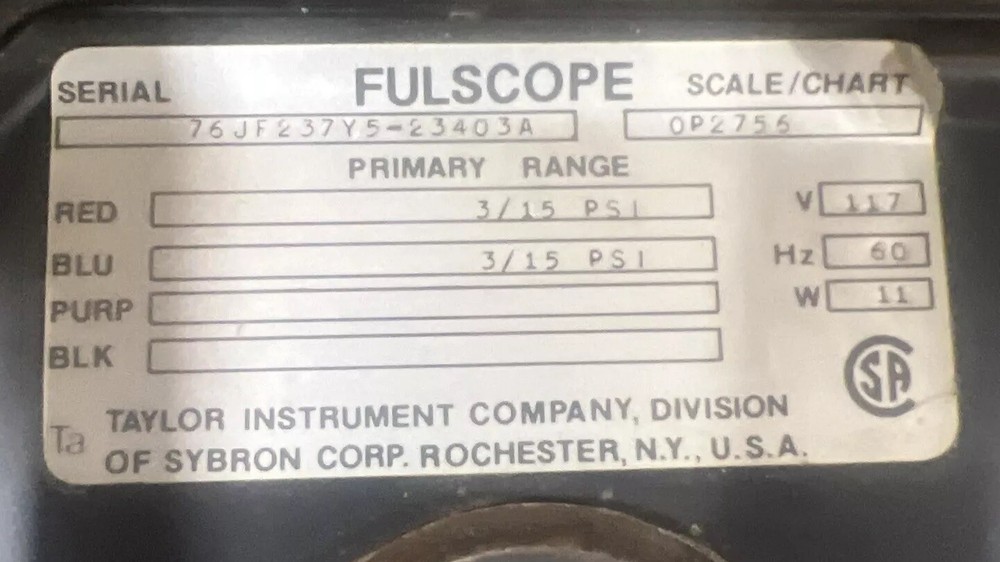 SERIAL FULSCOPE SCALE/CHART
76JF237Y5-23403A 0P2756
PRIMARY RANGE
RED 3/15 PSI V 117
BLU 3/15 PSI Hz 60
PURP W 11
BLK
CSA
Ta TAYLOR INSTRUMENT COMPANY, DIVISION
OF SYBRON CORP. ROCHESTER, N.Y., U.S.A.